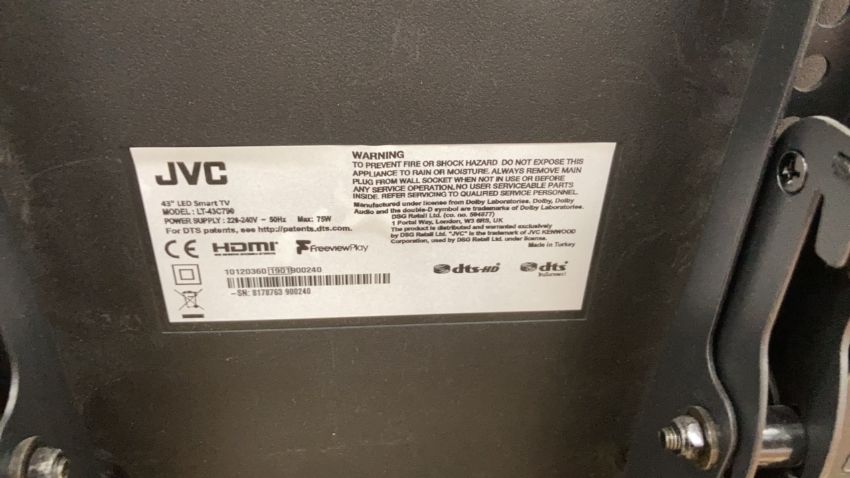 JVC
43" LED Smart TV
MODEL: LT-43C790
POWER SUPPLY : 220-240V ~ 50Hz Max: 75W
For DTS patents, see http://patents.dts.com.
WARNING
TO PREVENT FIRE OR SHOCK HAZARD DO NOT EXPOSE THIS
APPLIANCE TO RAIN OR MOISTURE. ALWAYS REMOVE MAIN
PLUG FROM WALL SOCKET WHEN NOT IN USE OR BEFORE
ANY SERVICE OPERATION,NO USER SERVICEABLE PARTS
INSIDE. REFER SERVICING TO QUALIFIED SERVICE PERSONNEL.
Manufactured under license from Dolby Laboratories. Dolby, Dolby
Audio and the double-D symbol are trademarks of Dolby Laboratories.
DSG Retail Ltd. (co. no. 504877)
1 Portal Way, London, W3 6RS, UK
The product is distributed and warranted exclusively
by DSG Retail Ltd. "JVC" is the trademark of JVC KENWOOD
Corporation, used by DSG Retail Ltd. under license.
Made in Turkey
CE HDMI FreeviewPlay
10120360 1901 900240
-SN: 8178763 900240
dts-HD
dts